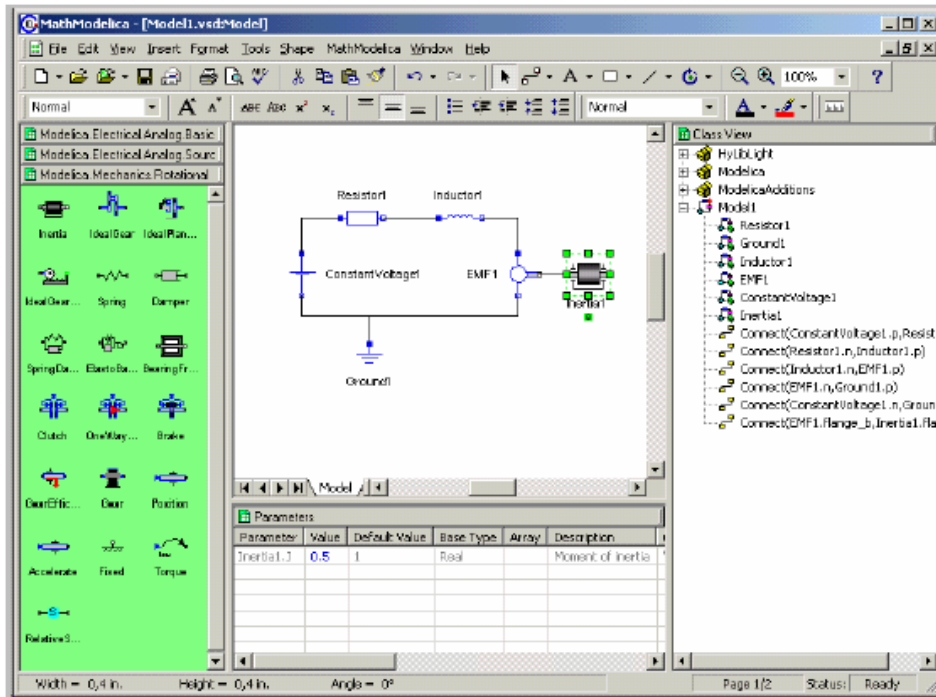 MathModelica - [Model1.vsd:Model]
File Edit View Insert Format Tools Shape MathModelica Window Help
100%
Normal
Normal
Modelica Electrical Analog Basic
Modelica Electrical Analog Sourc
Modelica Mechanics Rotational
Inertia IdealGear IdealPlan...
IdealGear... Spring Damper
SpringDa... ElastoBa... BearingFr...
Clutch OneWay... Brake
GearEffic... Gear Position
Accelerate Fixed Torque
RelativeS...
Resistor1 Inductor1
ConstantVoltage1 EMF1
Inertia1
Ground1
Model
Parameters
Parameter Value Default Value Base Type Array Description
Inertia1.J 0.5 1 Real Moment of inertia
Class View
HyLibLight
Modelica
ModelicaAdditions
Model1
Resistor1
Ground1
Inductor1
EMF1
ConstantVoltage1
Inertia1
Connect(ConstantVoltage1.p,Resist
Connect(Resistor1.n,Inductor1.p)
Connect(Inductor1.n,EMF1.p)
Connect(EMF1.n,Ground1.p)
Connect(ConstantVoltage1.n,Groun
Connect(EMF1.flange_b,Inertia1.fla
Width = 0,4 in. Height = 0,4 in. Angle = 0° Page 1/2 Status: Ready